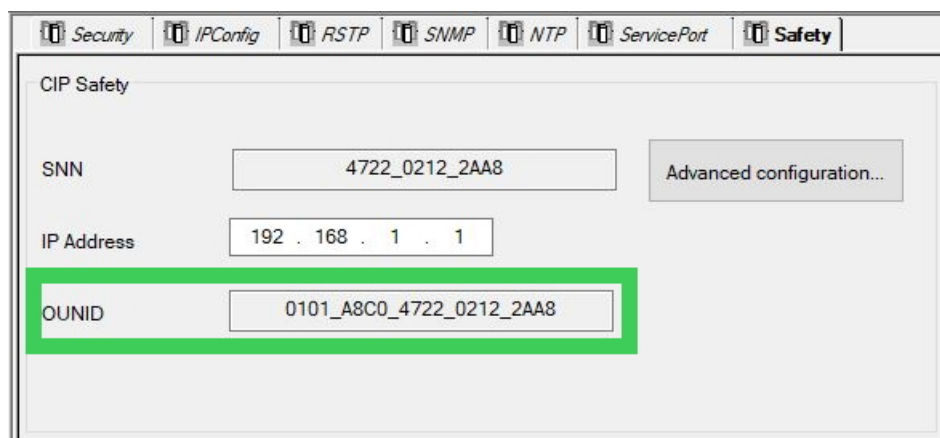 Security IPConfig RSTP SNMP NTP ServicePort Safety
CIP Safety
SNN 4722_0212_2AA8 Advanced configuration...
IP Address 192 . 168 . 1 . 1
OUNID 0101_A8C0_4722_0212_2AA8